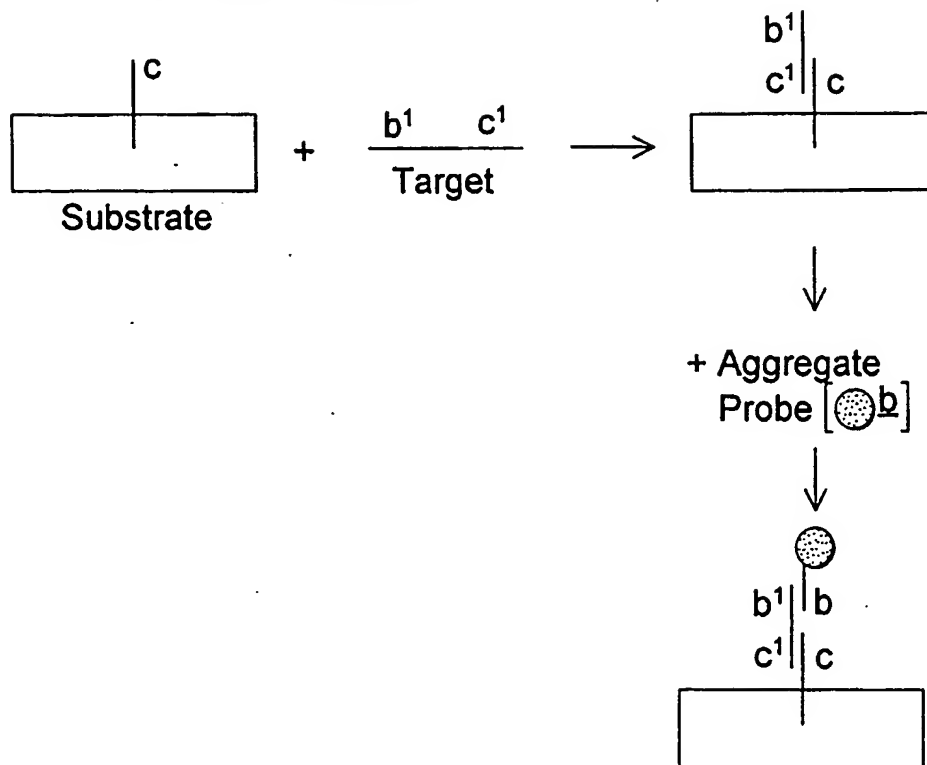 c
Substrate
+
b¹ c¹
Target
b¹
c¹ c
+ Aggregate
Probe [ b]
b¹ b
c¹ c